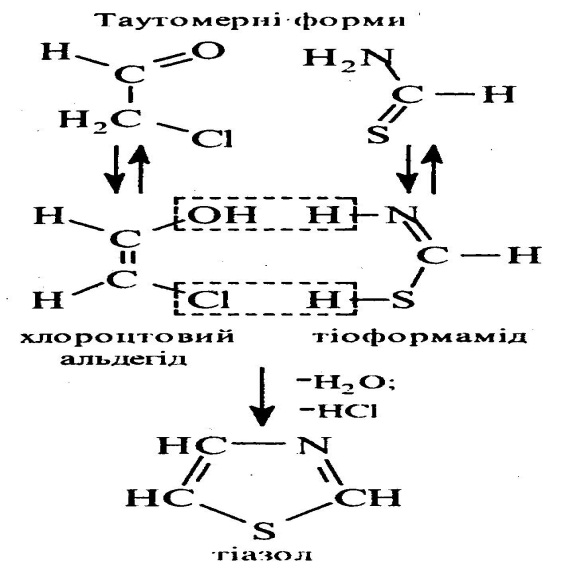 Таутомерні форми
H O H₂N
C C H
H₂C Cl S
H OH H N
C C H
C
H Cl H S
хлороцтовий тіоформамід
альдегід
-H₂O;
-HCl
HC N
HC CH
S
тіазол